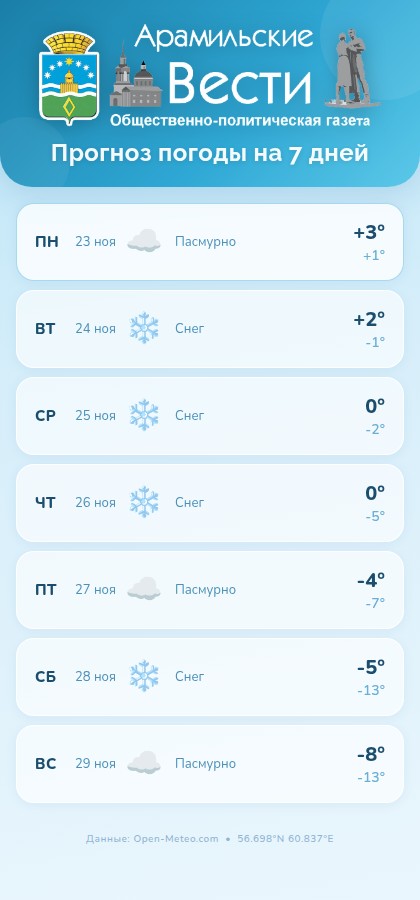 Арамильские
Вести
Общественно-политическая газета
Прогноз погоды на 7 дней
ПН 23 ноя Пасмурно +3° +1°
ВТ 24 ноя Снег +2° -1°
СР 25 ноя Снег 0° -2°
ЧТ 26 ноя Снег 0° -5°
ПТ 27 ноя Пасмурно -4° -7°
СБ 28 ноя Снег -5° -13°
ВС 29 ноя Пасмурно -8° -13°
Данные: Open-Meteo.com • 56.698°N 60.837°E